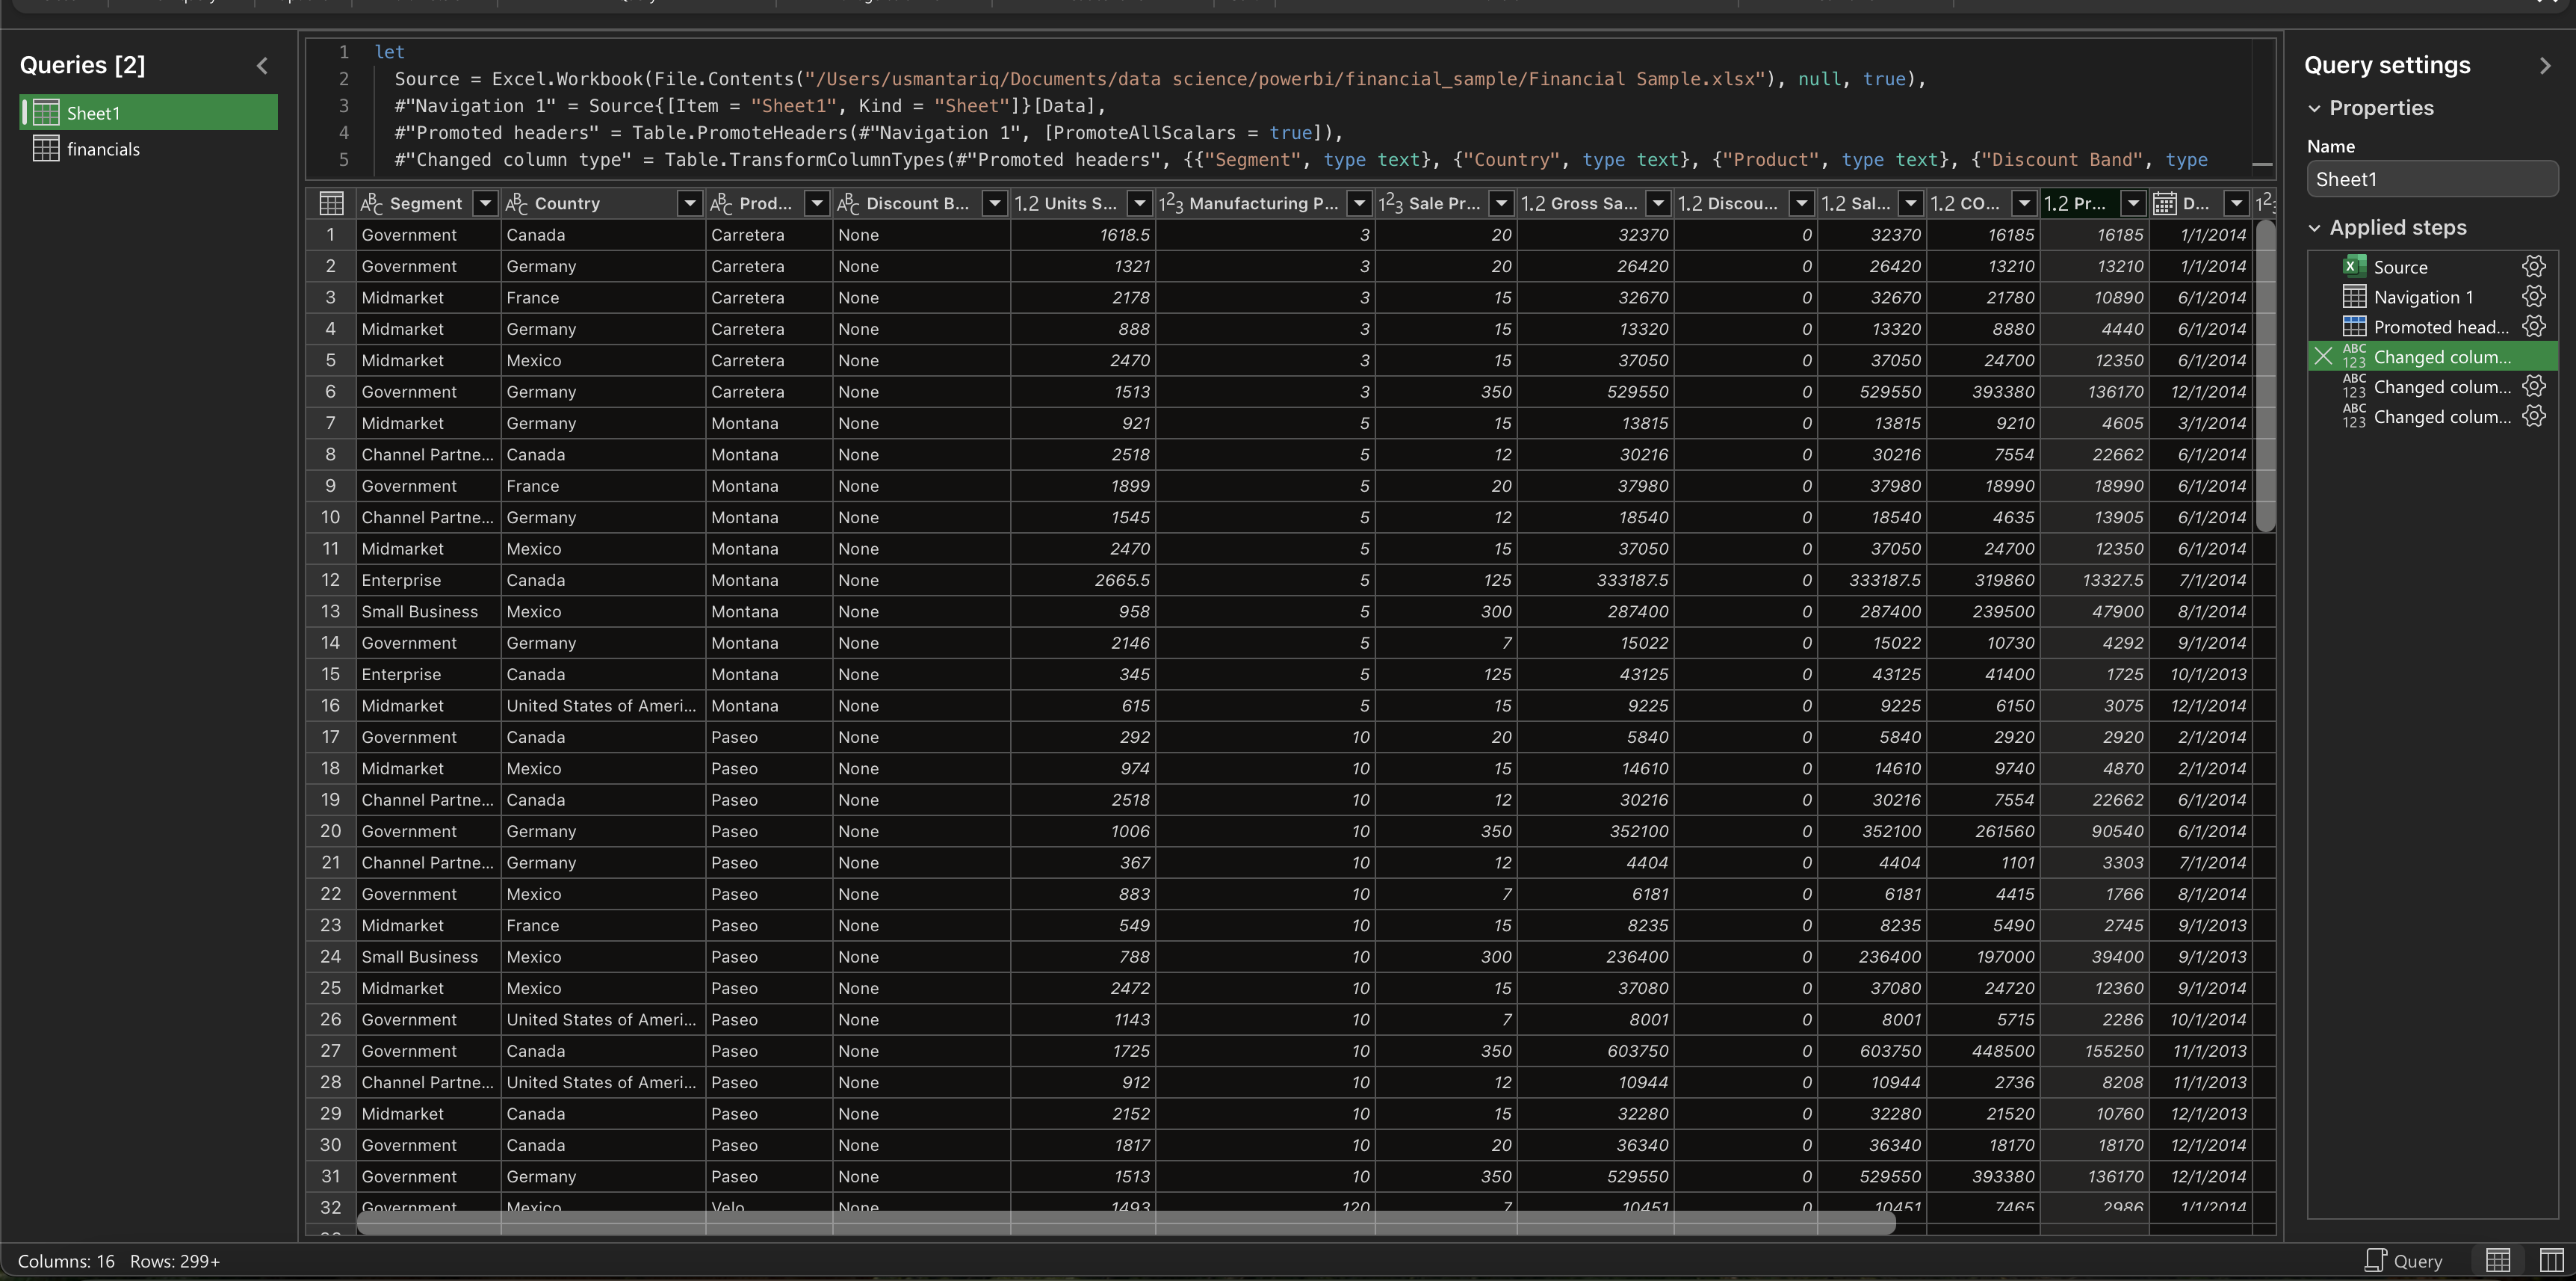 Queries [2]
Sheet1
financials
1 let
2 Source = Excel.Workbook(File.Contents("/Users/usmantariq/Documents/data science/powerbi/financial_sample/Financial Sample.xlsx"), null, true),
3 #"Navigation 1" = Source{[Item = "Sheet1", Kind = "Sheet"]}[Data],
4 #"Promoted headers" = Table.PromoteHeaders(#"Navigation 1", [PromoteAllScalars = true]),
5 #"Changed column type" = Table.TransformColumnTypes(#"Promoted headers", {{"Segment", type text}, {"Country", type text}, {"Product", type text}, {"Discount Band", type
ABC Segment ABC Country ABC Prod... ABC Discount B... 1.2 Units S... 123 Manufacturing P... 123 Sale Pr... 1.2 Gross Sa... 1.2 Discou... 1.2 Sal... 1.2 CO... 1.2 Pr... D... 123
1 Government Canada Carretera None 1618.5 3 20 32370 0 32370 16185 16185 1/1/2014
2 Government Germany Carretera None 1321 3 20 26420 0 26420 13210 13210 1/1/2014
3 Midmarket France Carretera None 2178 3 15 32670 0 32670 21780 10890 6/1/2014
4 Midmarket Germany Carretera None 888 3 15 13320 0 13320 8880 4440 6/1/2014
5 Midmarket Mexico Carretera None 2470 3 15 37050 0 37050 24700 12350 6/1/2014
6 Government Germany Carretera None 1513 3 350 529550 0 529550 393380 136170 12/1/2014
7 Midmarket Germany Montana None 921 5 15 13815 0 13815 9210 4605 3/1/2014
8 Channel Partne... Canada Montana None 2518 5 12 30216 0 30216 7554 22662 6/1/2014
9 Government France Montana None 1899 5 20 37980 0 37980 18990 18990 6/1/2014
10 Channel Partne... Germany Montana None 1545 5 12 18540 0 18540 4635 13905 6/1/2014
11 Midmarket Mexico Montana None 2470 5 15 37050 0 37050 24700 12350 6/1/2014
12 Enterprise Canada Montana None 2665.5 5 125 333187.5 0 333187.5 319860 13327.5 7/1/2014
13 Small Business Mexico Montana None 958 5 300 287400 0 287400 239500 47900 8/1/2014
14 Government Germany Montana None 2146 5 7 15022 0 15022 10730 4292 9/1/2014
15 Enterprise Canada Montana None 345 5 125 43125 0 43125 41400 1725 10/1/2013
16 Midmarket United States of Ameri... Montana None 615 5 15 9225 0 9225 6150 3075 12/1/2014
17 Government Canada Paseo None 292 10 20 5840 0 5840 2920 2920 2/1/2014
18 Midmarket Mexico Paseo None 974 10 15 14610 0 14610 9740 4870 2/1/2014
19 Channel Partne... Canada Paseo None 2518 10 12 30216 0 30216 7554 22662 6/1/2014
20 Government Germany Paseo None 1006 10 350 352100 0 352100 261560 90540 6/1/2014
21 Channel Partne... Germany Paseo None 367 10 12 4404 0 4404 1101 3303 7/1/2014
22 Government Mexico Paseo None 883 10 7 6181 0 6181 4415 1766 8/1/2014
23 Midmarket France Paseo None 549 10 15 8235 0 8235 5490 2745 9/1/2013
24 Small Business Mexico Paseo None 788 10 300 236400 0 236400 197000 39400 9/1/2013
25 Midmarket Mexico Paseo None 2472 10 15 37080 0 37080 24720 12360 9/1/2014
26 Government United States of Ameri... Paseo None 1143 10 7 8001 0 8001 5715 2286 10/1/2014
27 Government Canada Paseo None 1725 10 350 603750 0 603750 448500 155250 11/1/2013
28 Channel Partne... United States of Ameri... Paseo None 912 10 12 10944 0 10944 2736 8208 11/1/2013
29 Midmarket Canada Paseo None 2152 10 15 32280 0 32280 21520 10760 12/1/2013
30 Government Canada Paseo None 1817 10 20 36340 0 36340 18170 18170 12/1/2014
31 Government Germany Paseo None 1513 10 350 529550 0 529550 393380 136170 12/1/2014
32 Government Mexico Velo None 1493 120 7 10451 0 10451 7465 2986 1/1/2014
Query settings
Properties
Name
Sheet1
Applied steps
Source
Navigation 1
Promoted head...
ABC 123 Changed colum...
ABC 123 Changed colum...
ABC 123 Changed colum...
Columns: 16 Rows: 299+
Query